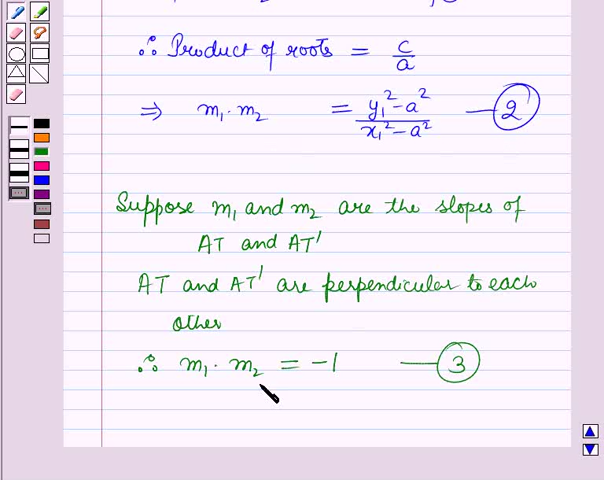 ∴ Product of roots = c/a
⇒ m₁ . m₂ = (y₁² - a²)/(x₁² - a²) — 2
Suppose m₁ and m₂ are the slopes of
AT and AT'
AT and AT' are perpendicular to each
other
∴ m₁ . m₂ = -1 — 3